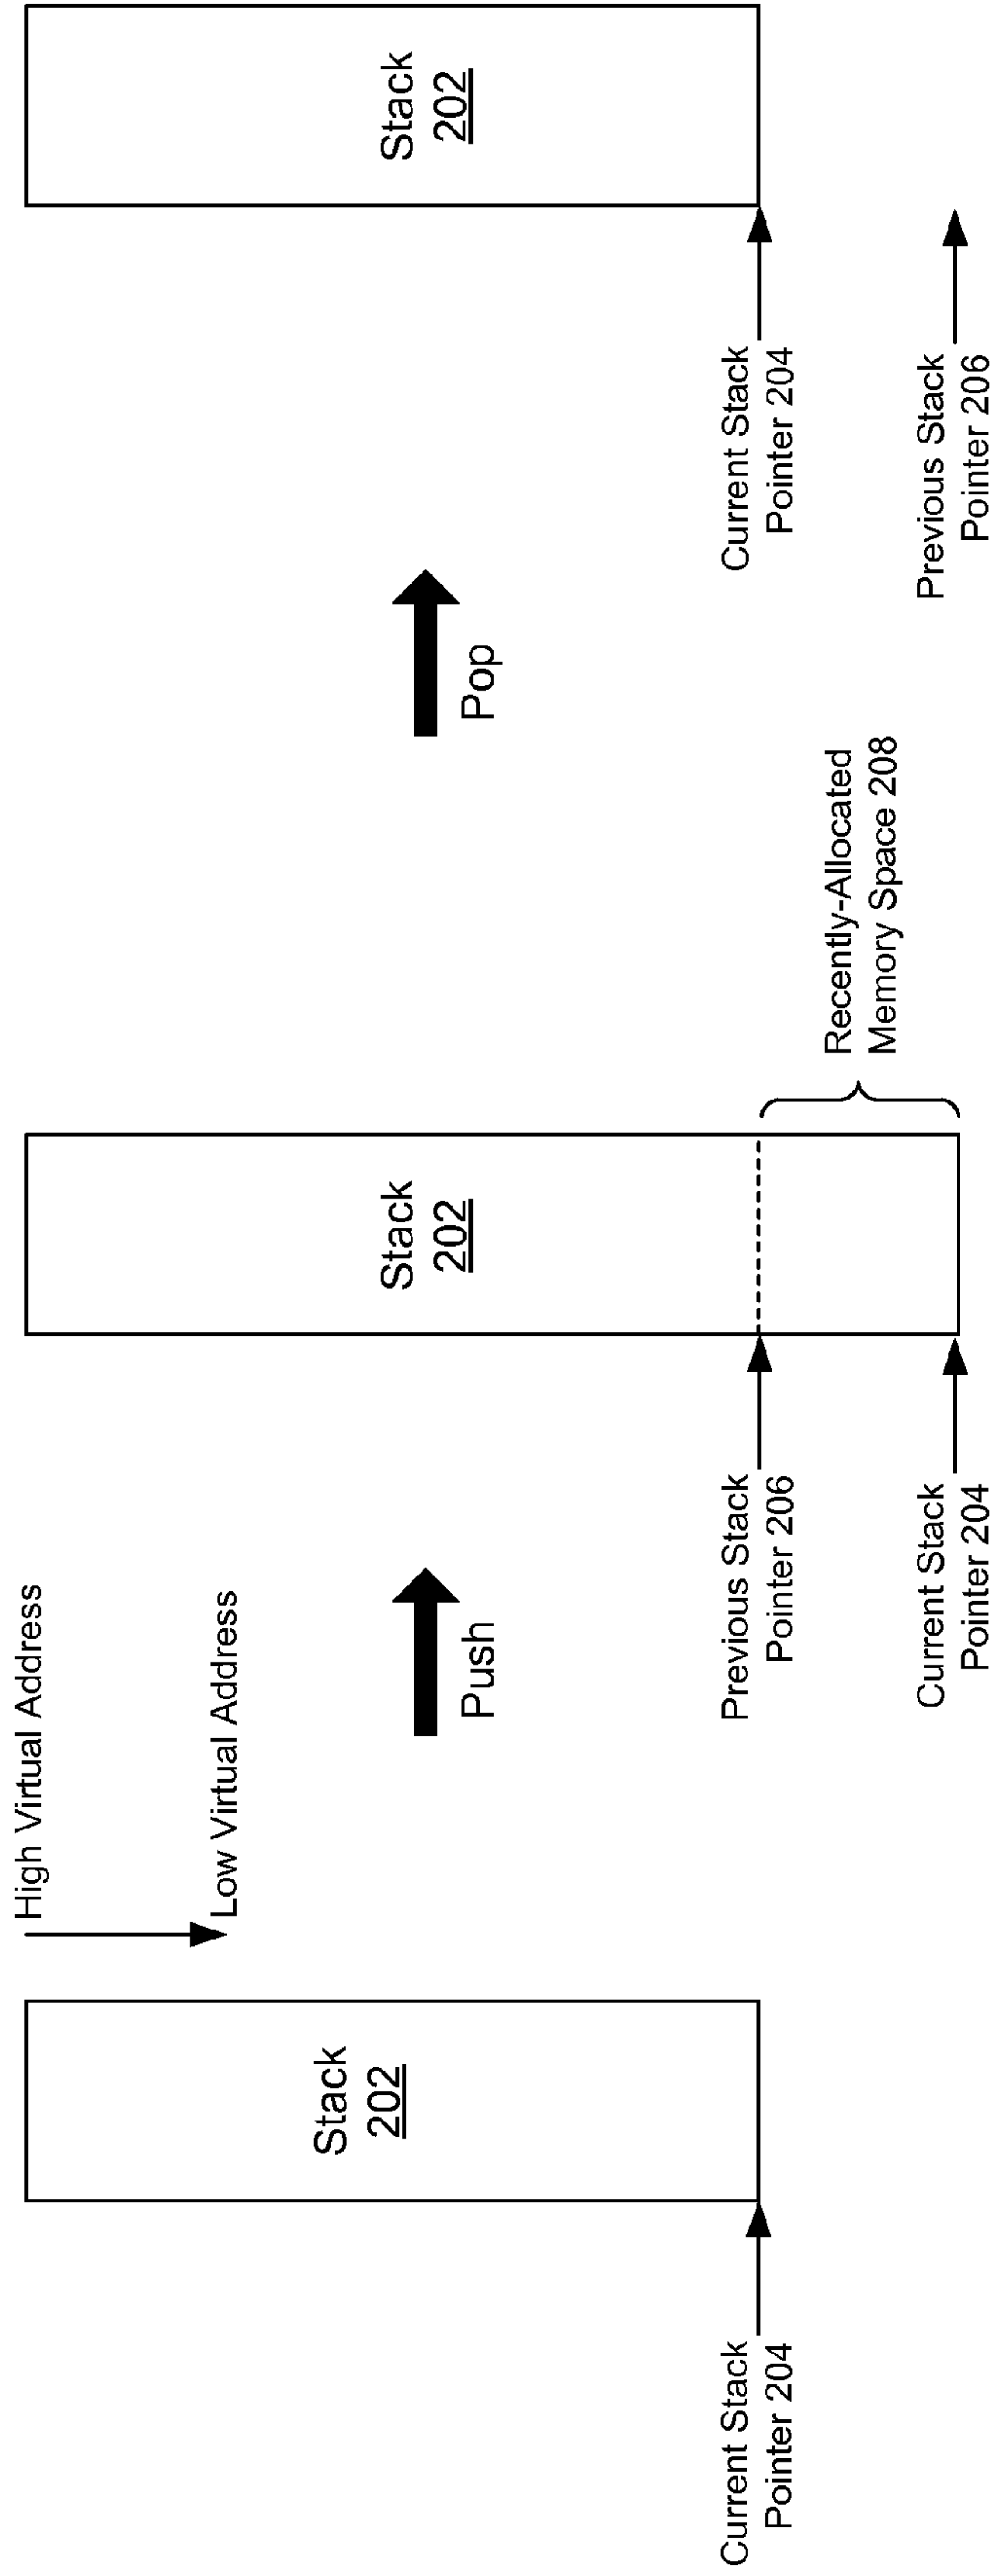 High Virtual Address
Low Virtual Address
Stack
202
Current Stack
Pointer 204
Push
Stack
202
Previous Stack
Pointer 206
Current Stack
Pointer 204
Recently-Allocated
Memory Space 208
Pop
Stack
202
Current Stack
Pointer 204
Previous Stack
Pointer 206